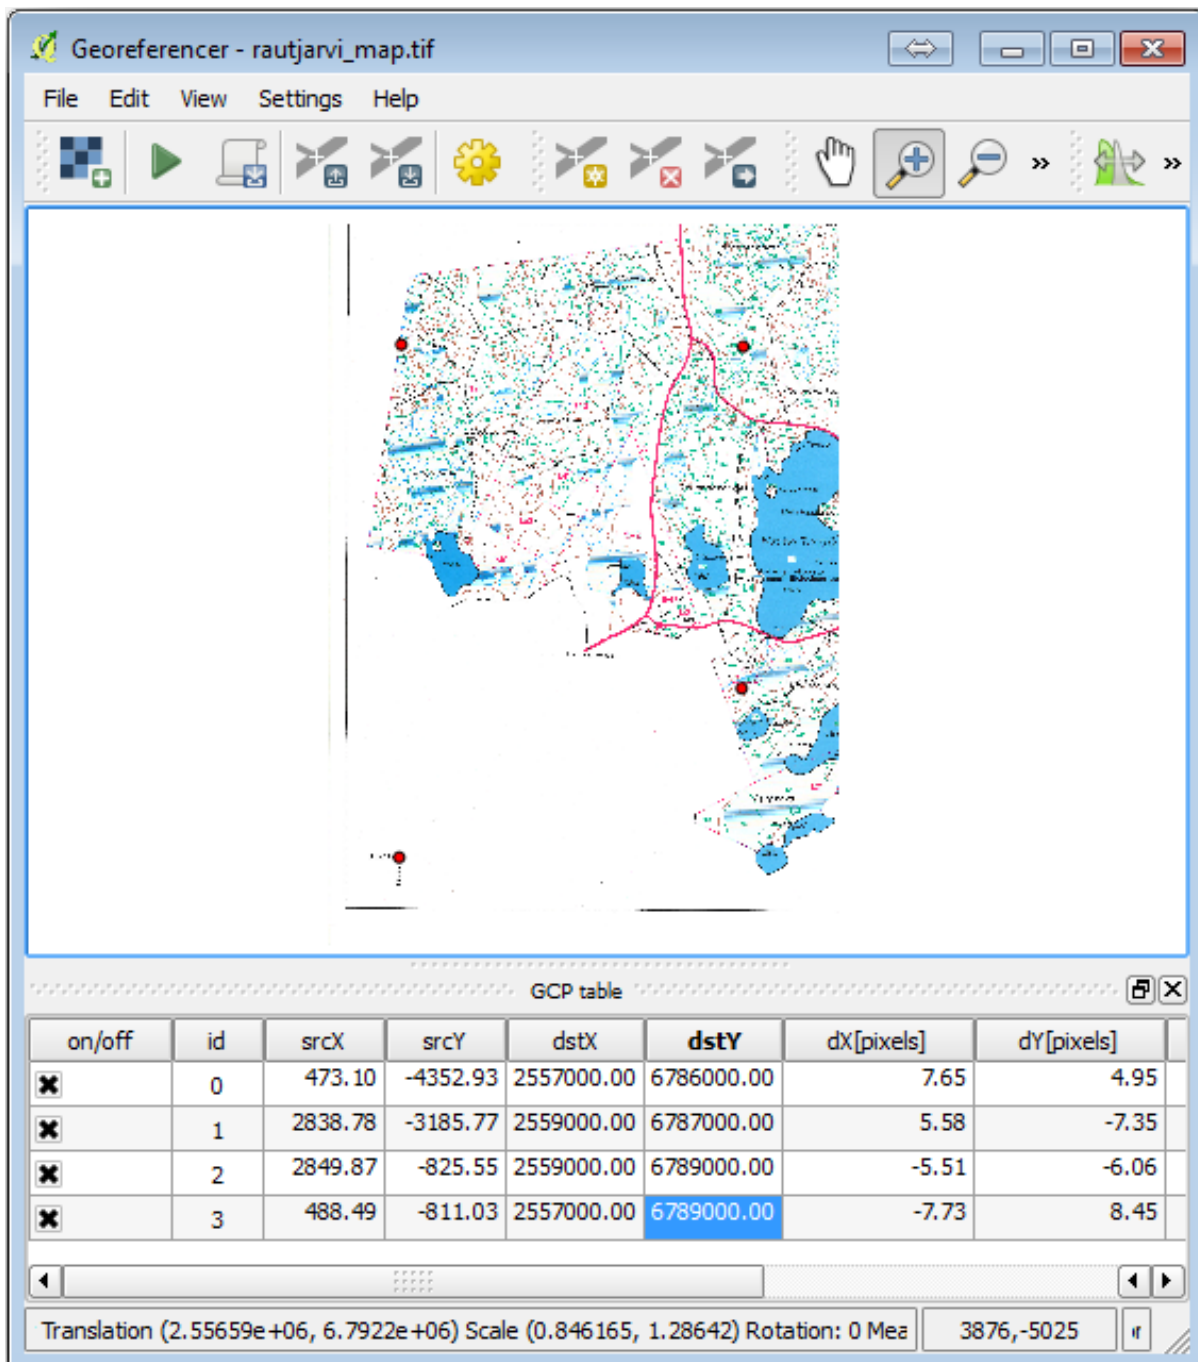 Georeferencer - rautjarvi_map.tif
File Edit View Settings Help
» »
GCP table
on/off id srcX srcY dstX dstY dX[pixels] dY[pixels]
0 473.10 -4352.93 2557000.00 6786000.00 7.65 4.95
1 2838.78 -3185.77 2559000.00 6787000.00 5.58 -7.35
2 2849.87 -825.55 2559000.00 6789000.00 -5.51 -6.06
3 488.49 -811.03 2557000.00 6789000.00 -7.73 8.45
Translation (2.55659e+06, 6.7922e+06) Scale (0.846165, 1.28642) Rotation: 0 Mea 3876,-5025